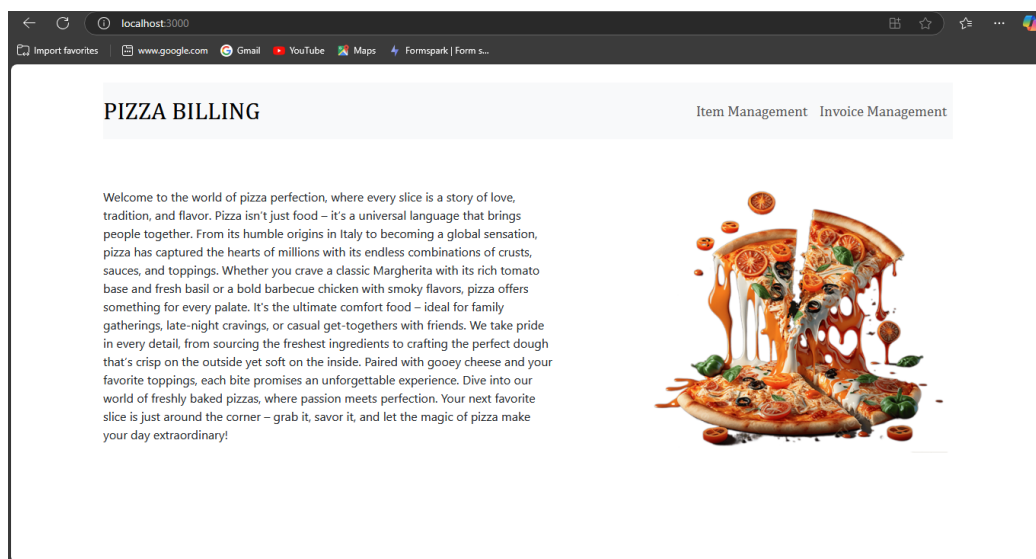 localhost:3000
Import favorites www.google.com Gmail YouTube Maps Formspark | Form s...
PIZZA BILLING Item Management Invoice Management
Welcome to the world of pizza perfection, where every slice is a story of love,
tradition, and flavor. Pizza isn't just food – it's a universal language that brings
people together. From its humble origins in Italy to becoming a global sensation,
pizza has captured the hearts of millions with its endless combinations of crusts,
sauces, and toppings. Whether you crave a classic Margherita with its rich tomato
base and fresh basil or a bold barbecue chicken with smoky flavors, pizza offers
something for every palate. It's the ultimate comfort food – ideal for family
gatherings, late-night cravings, or casual get-togethers with friends. We take pride
in every detail, from sourcing the freshest ingredients to crafting the perfect dough
that's crisp on the outside yet soft on the inside. Paired with gooey cheese and your
favorite toppings, each bite promises an unforgettable experience. Dive into our
world of freshly baked pizzas, where passion meets perfection. Your next favorite
slice is just around the corner – grab it, savor it, and let the magic of pizza make
your day extraordinary!